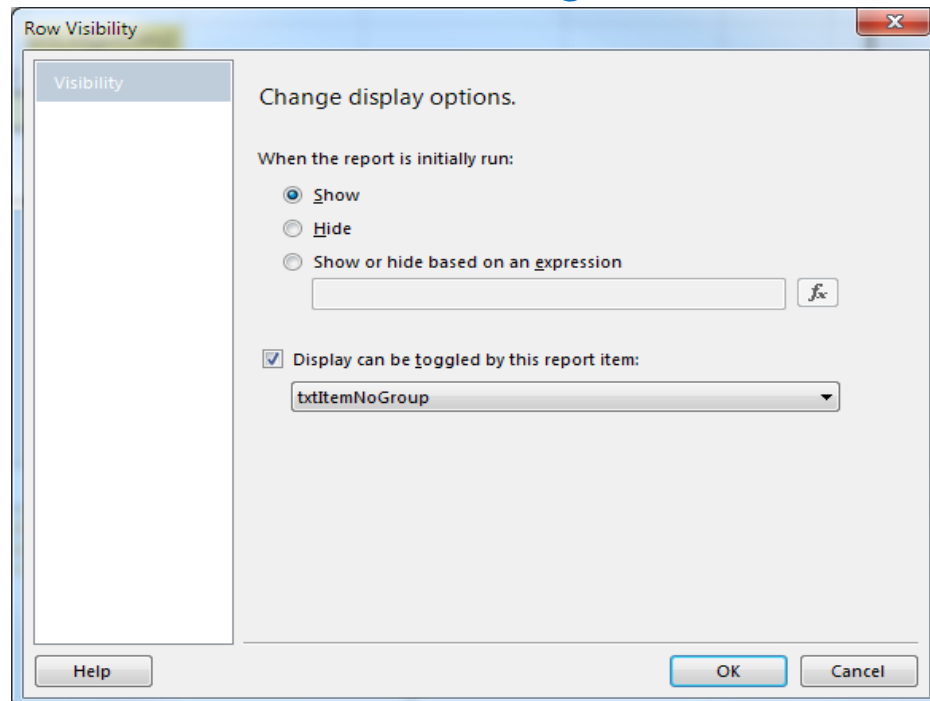 Row Visibility
Visibility
Change display options.
When the report is initially run:
Show
Hide
Show or hide based on an expression
fx
Display can be toggled by this report item:
txtItemNoGroup
Help
OK
Cancel